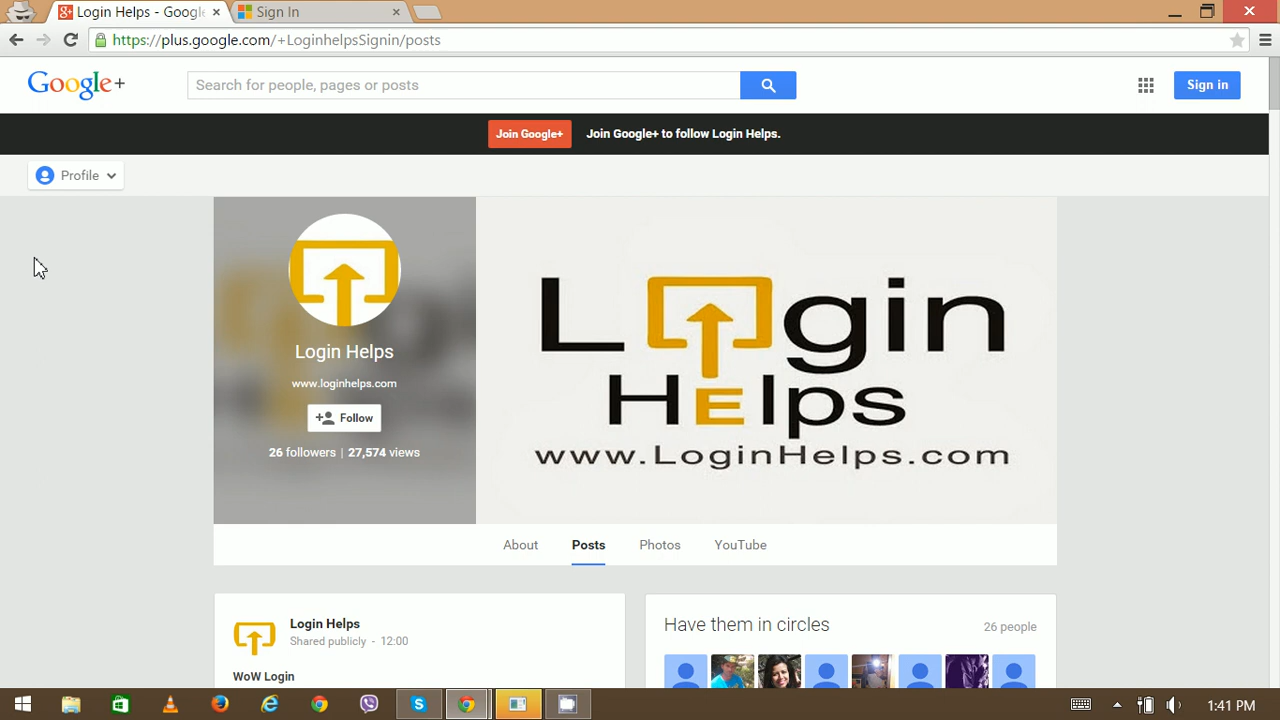 Login Helps - Googl
Sign In
https://plus.google.com/+LoginhelpsSignin/posts
Google+
Search for people, pages or posts
Sign in
Join Google+
Join Google+ to follow Login Helps.
Profile
Login Helps
www.loginhelps.com
Follow
26 followers | 27,574 views
Login
Helps
www.LoginHelps.com
About
Posts
Photos
YouTube
Login Helps
Shared publicly - 12:00
WoW Login
Have them in circles
26 people
1:41 PM